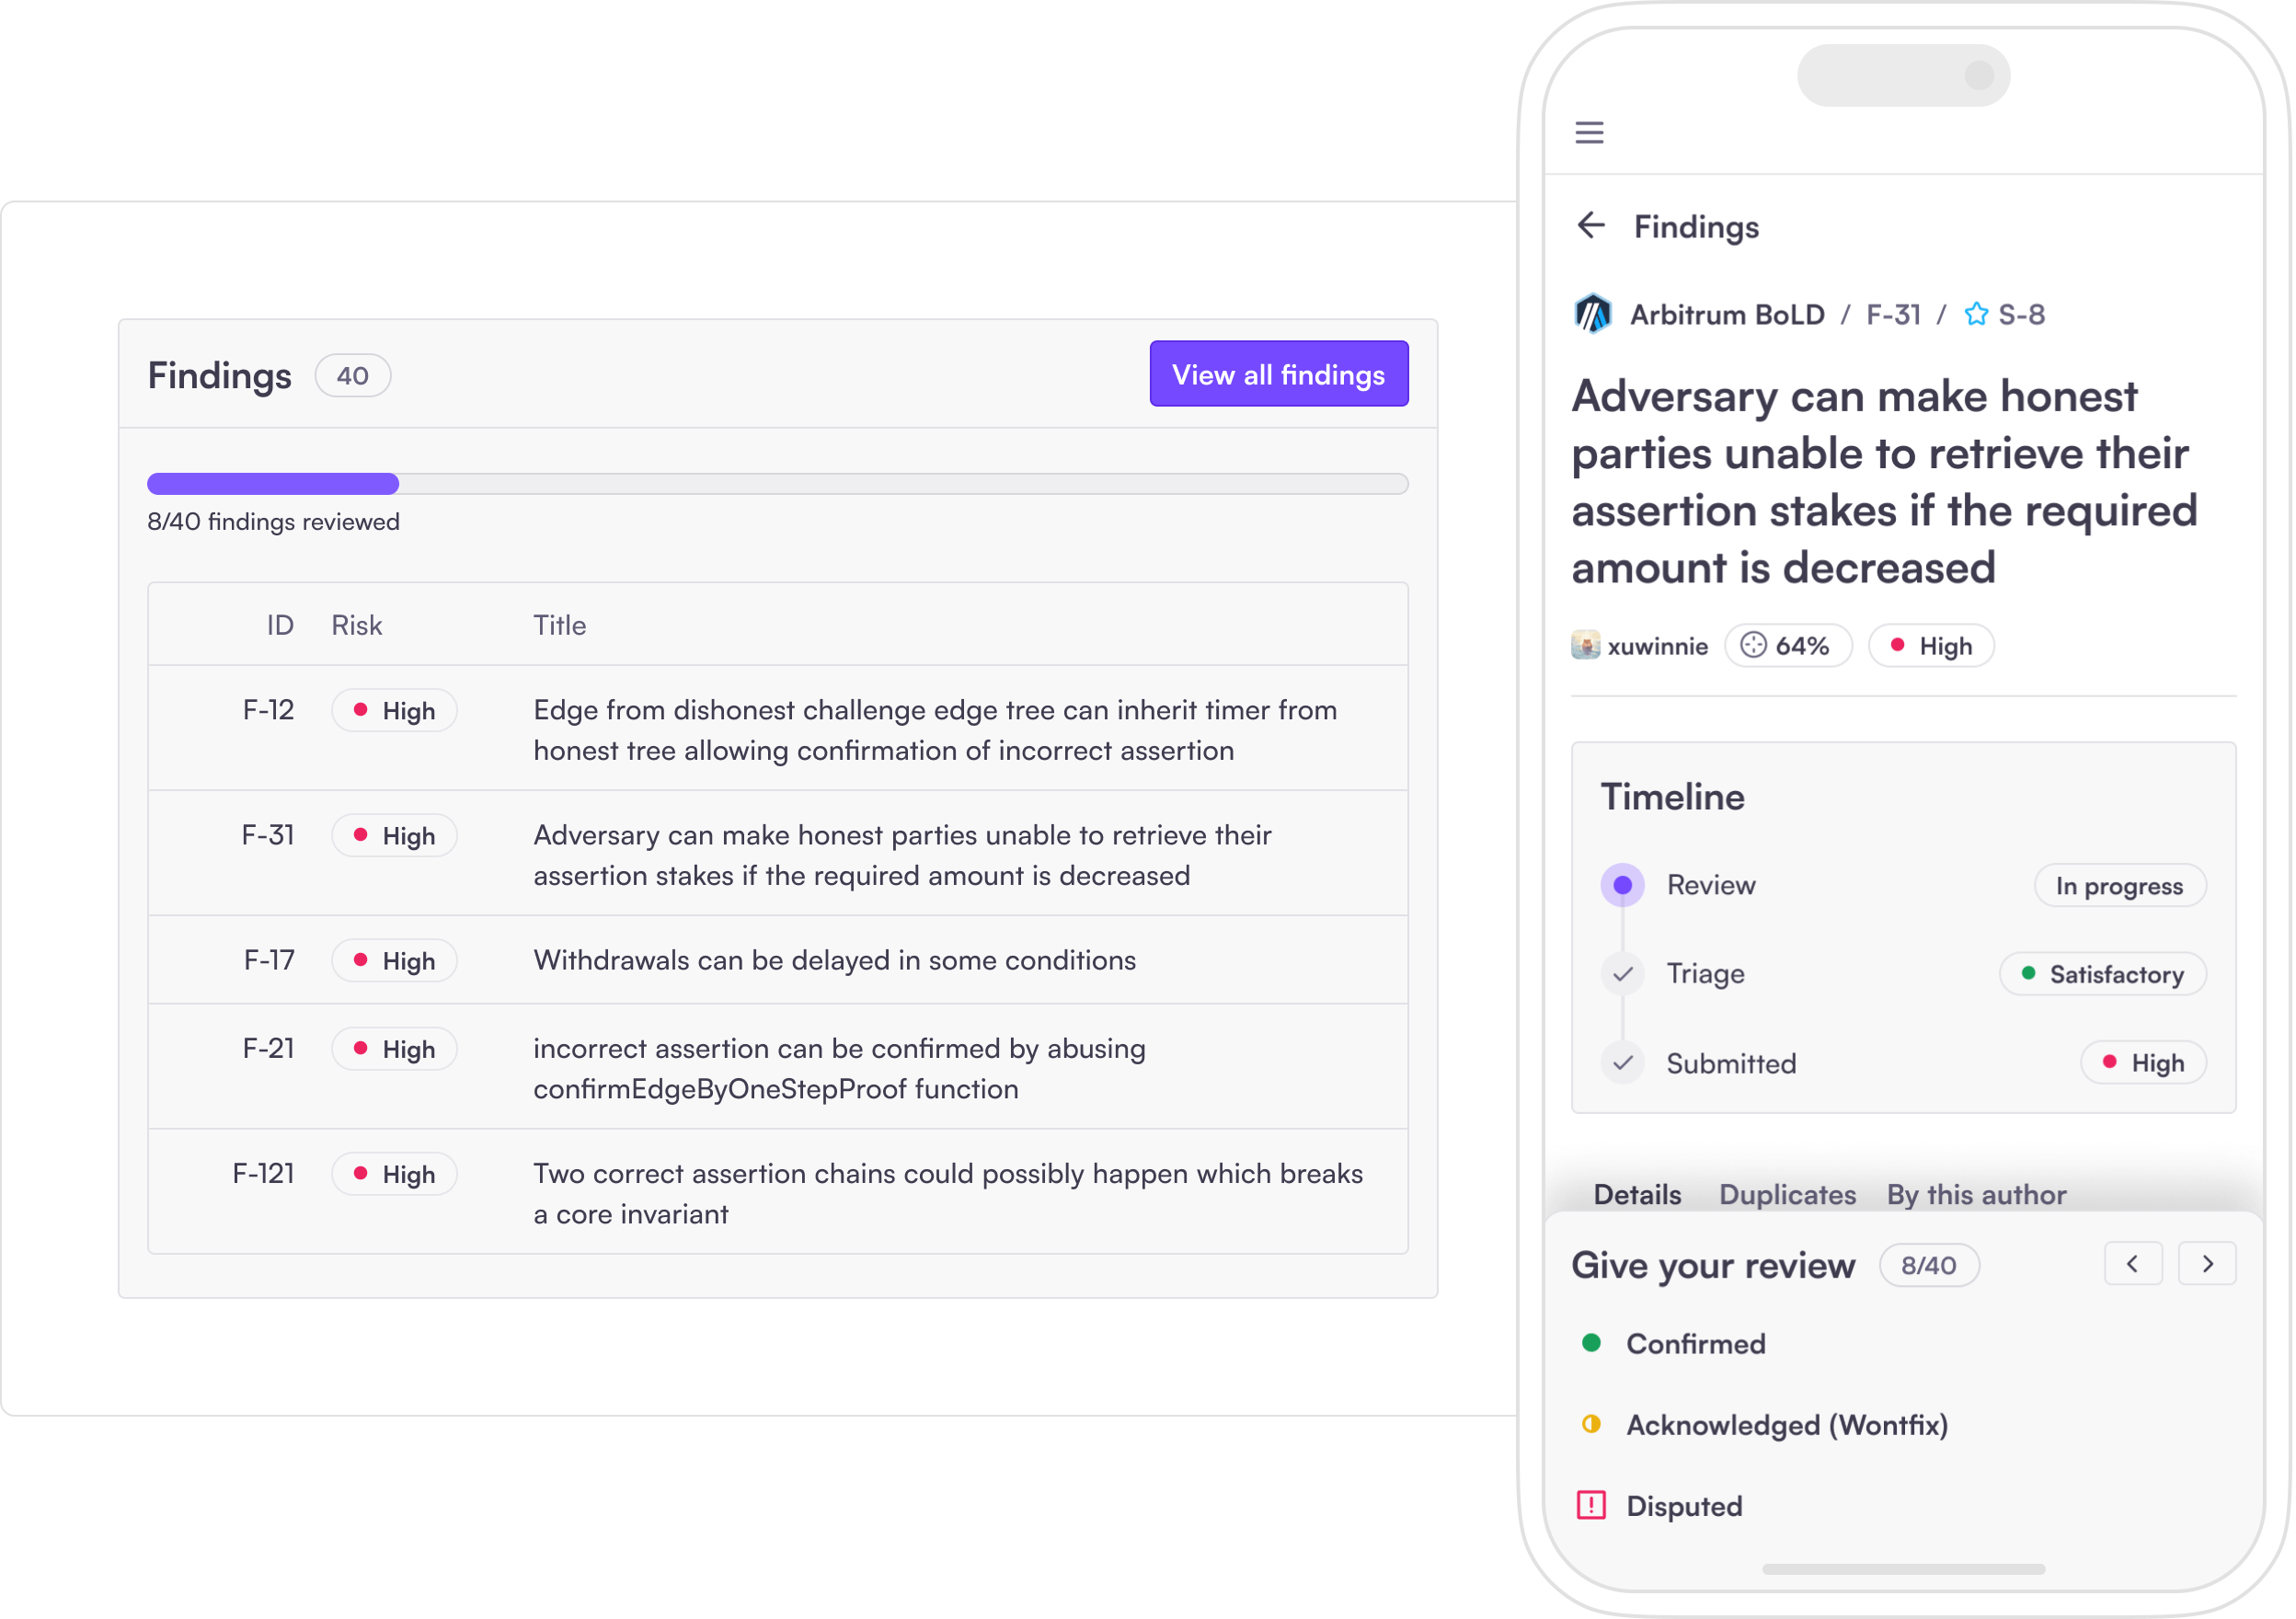 Findings 40 View all findings
8/40 findings reviewed
ID Risk Title
F-12 High Edge from dishonest challenge edge tree can inherit timer from
honest tree allowing confirmation of incorrect assertion
F-31 High Adversary can make honest parties unable to retrieve their
assertion stakes if the required amount is decreased
F-17 High Withdrawals can be delayed in some conditions
F-21 High incorrect assertion can be confirmed by abusing
confirmEdgeByOneStepProof function
F-121 High Two correct assertion chains could possibly happen which breaks
a core invariant
Findings
Arbitrum BoLD / F-31 / S-8
Adversary can make honest
parties unable to retrieve their
assertion stakes if the required
amount is decreased
xuwinnie 64% High
Timeline
Review In progress
Triage Satisfactory
Submitted High
Details Duplicates By this author
Give your review 8/40
Confirmed
Acknowledged (Wontfix)
Disputed